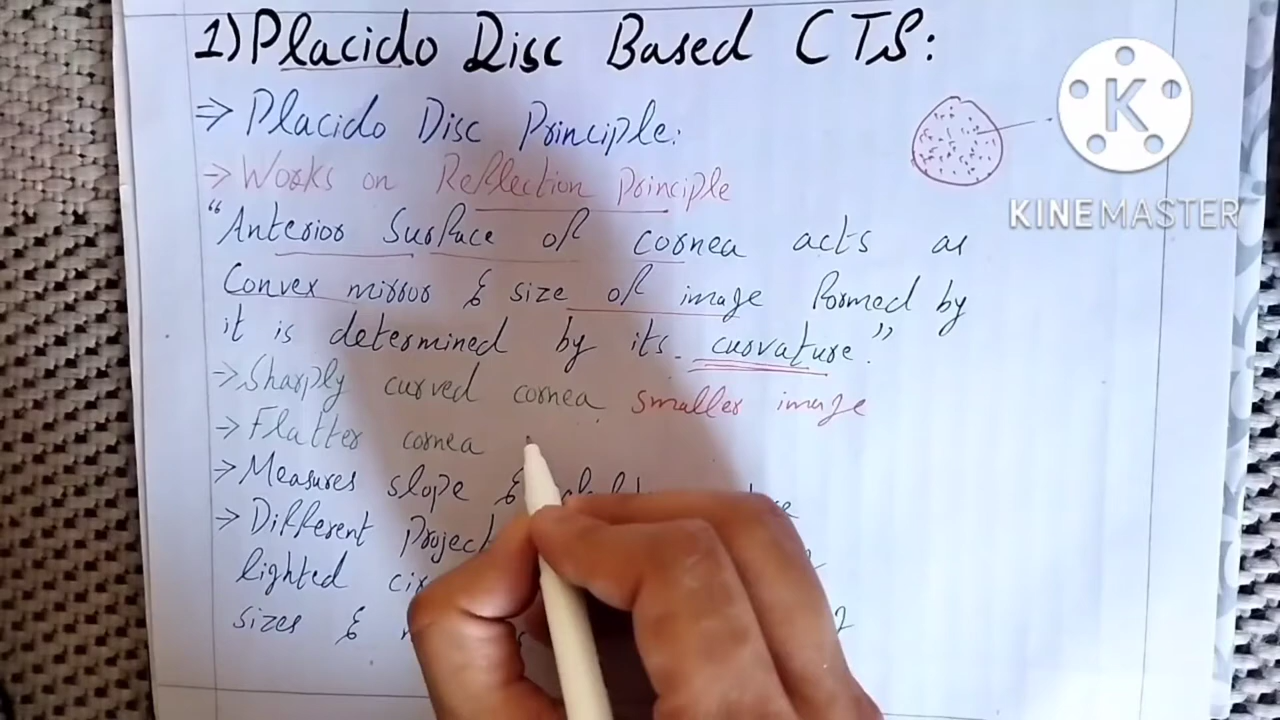 1) Placido Disc Based CTS:
⇒ Placido Disc Principle:
→ Works on Reflection Principle
"Anterior Surface of cornea acts as
Convex mirror & size of image formed by
it is determined by its curvature."
→ Sharply curved cornea smaller image
→ Flatter cornea
→ Measures slope &
→ Different
lighted
sizes &
K
KINEMASTER